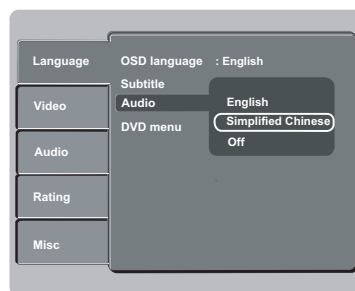 Language
Video
Audio
Rating
Misc
OSD language : English
Subtitle
Audio
DVD menu
English
Simplified Chinese
Off